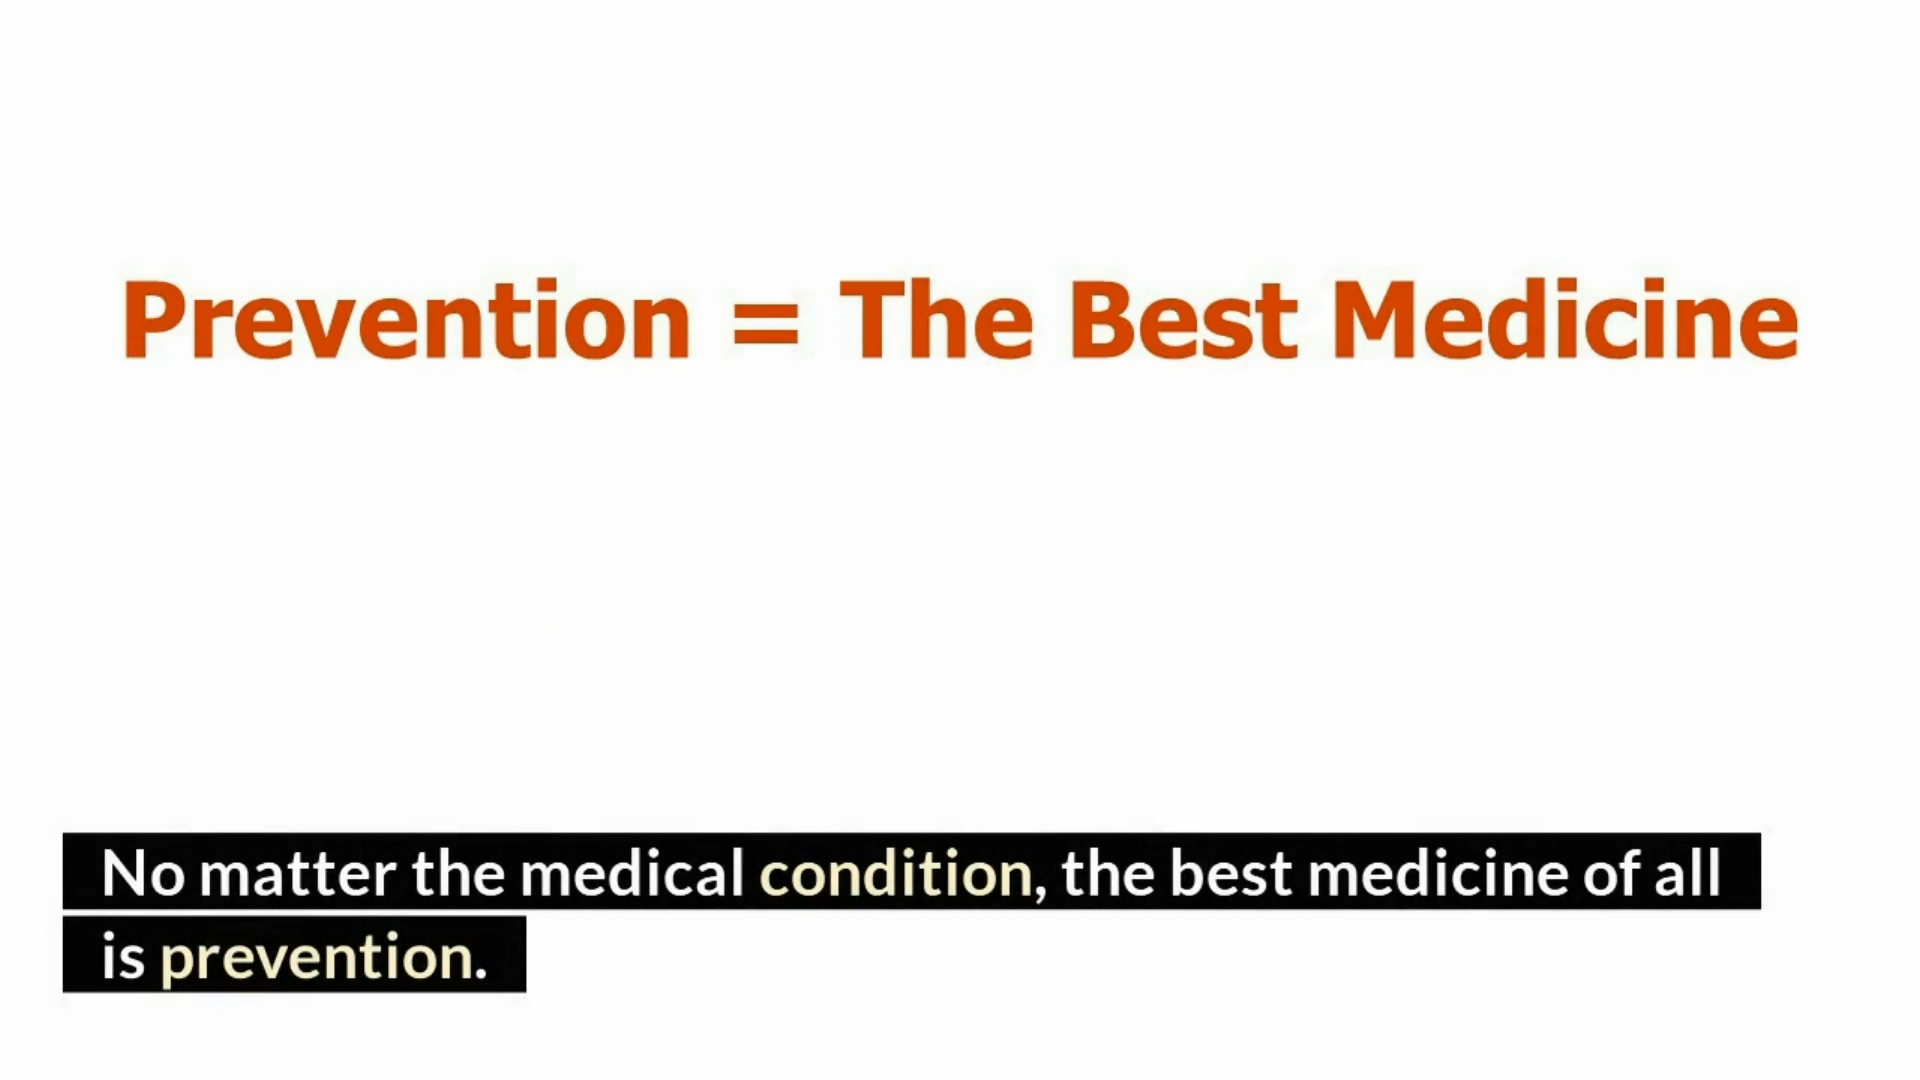 Prevention = The Best Medicine
No matter the medical condition, the best medicine of all
is prevention.